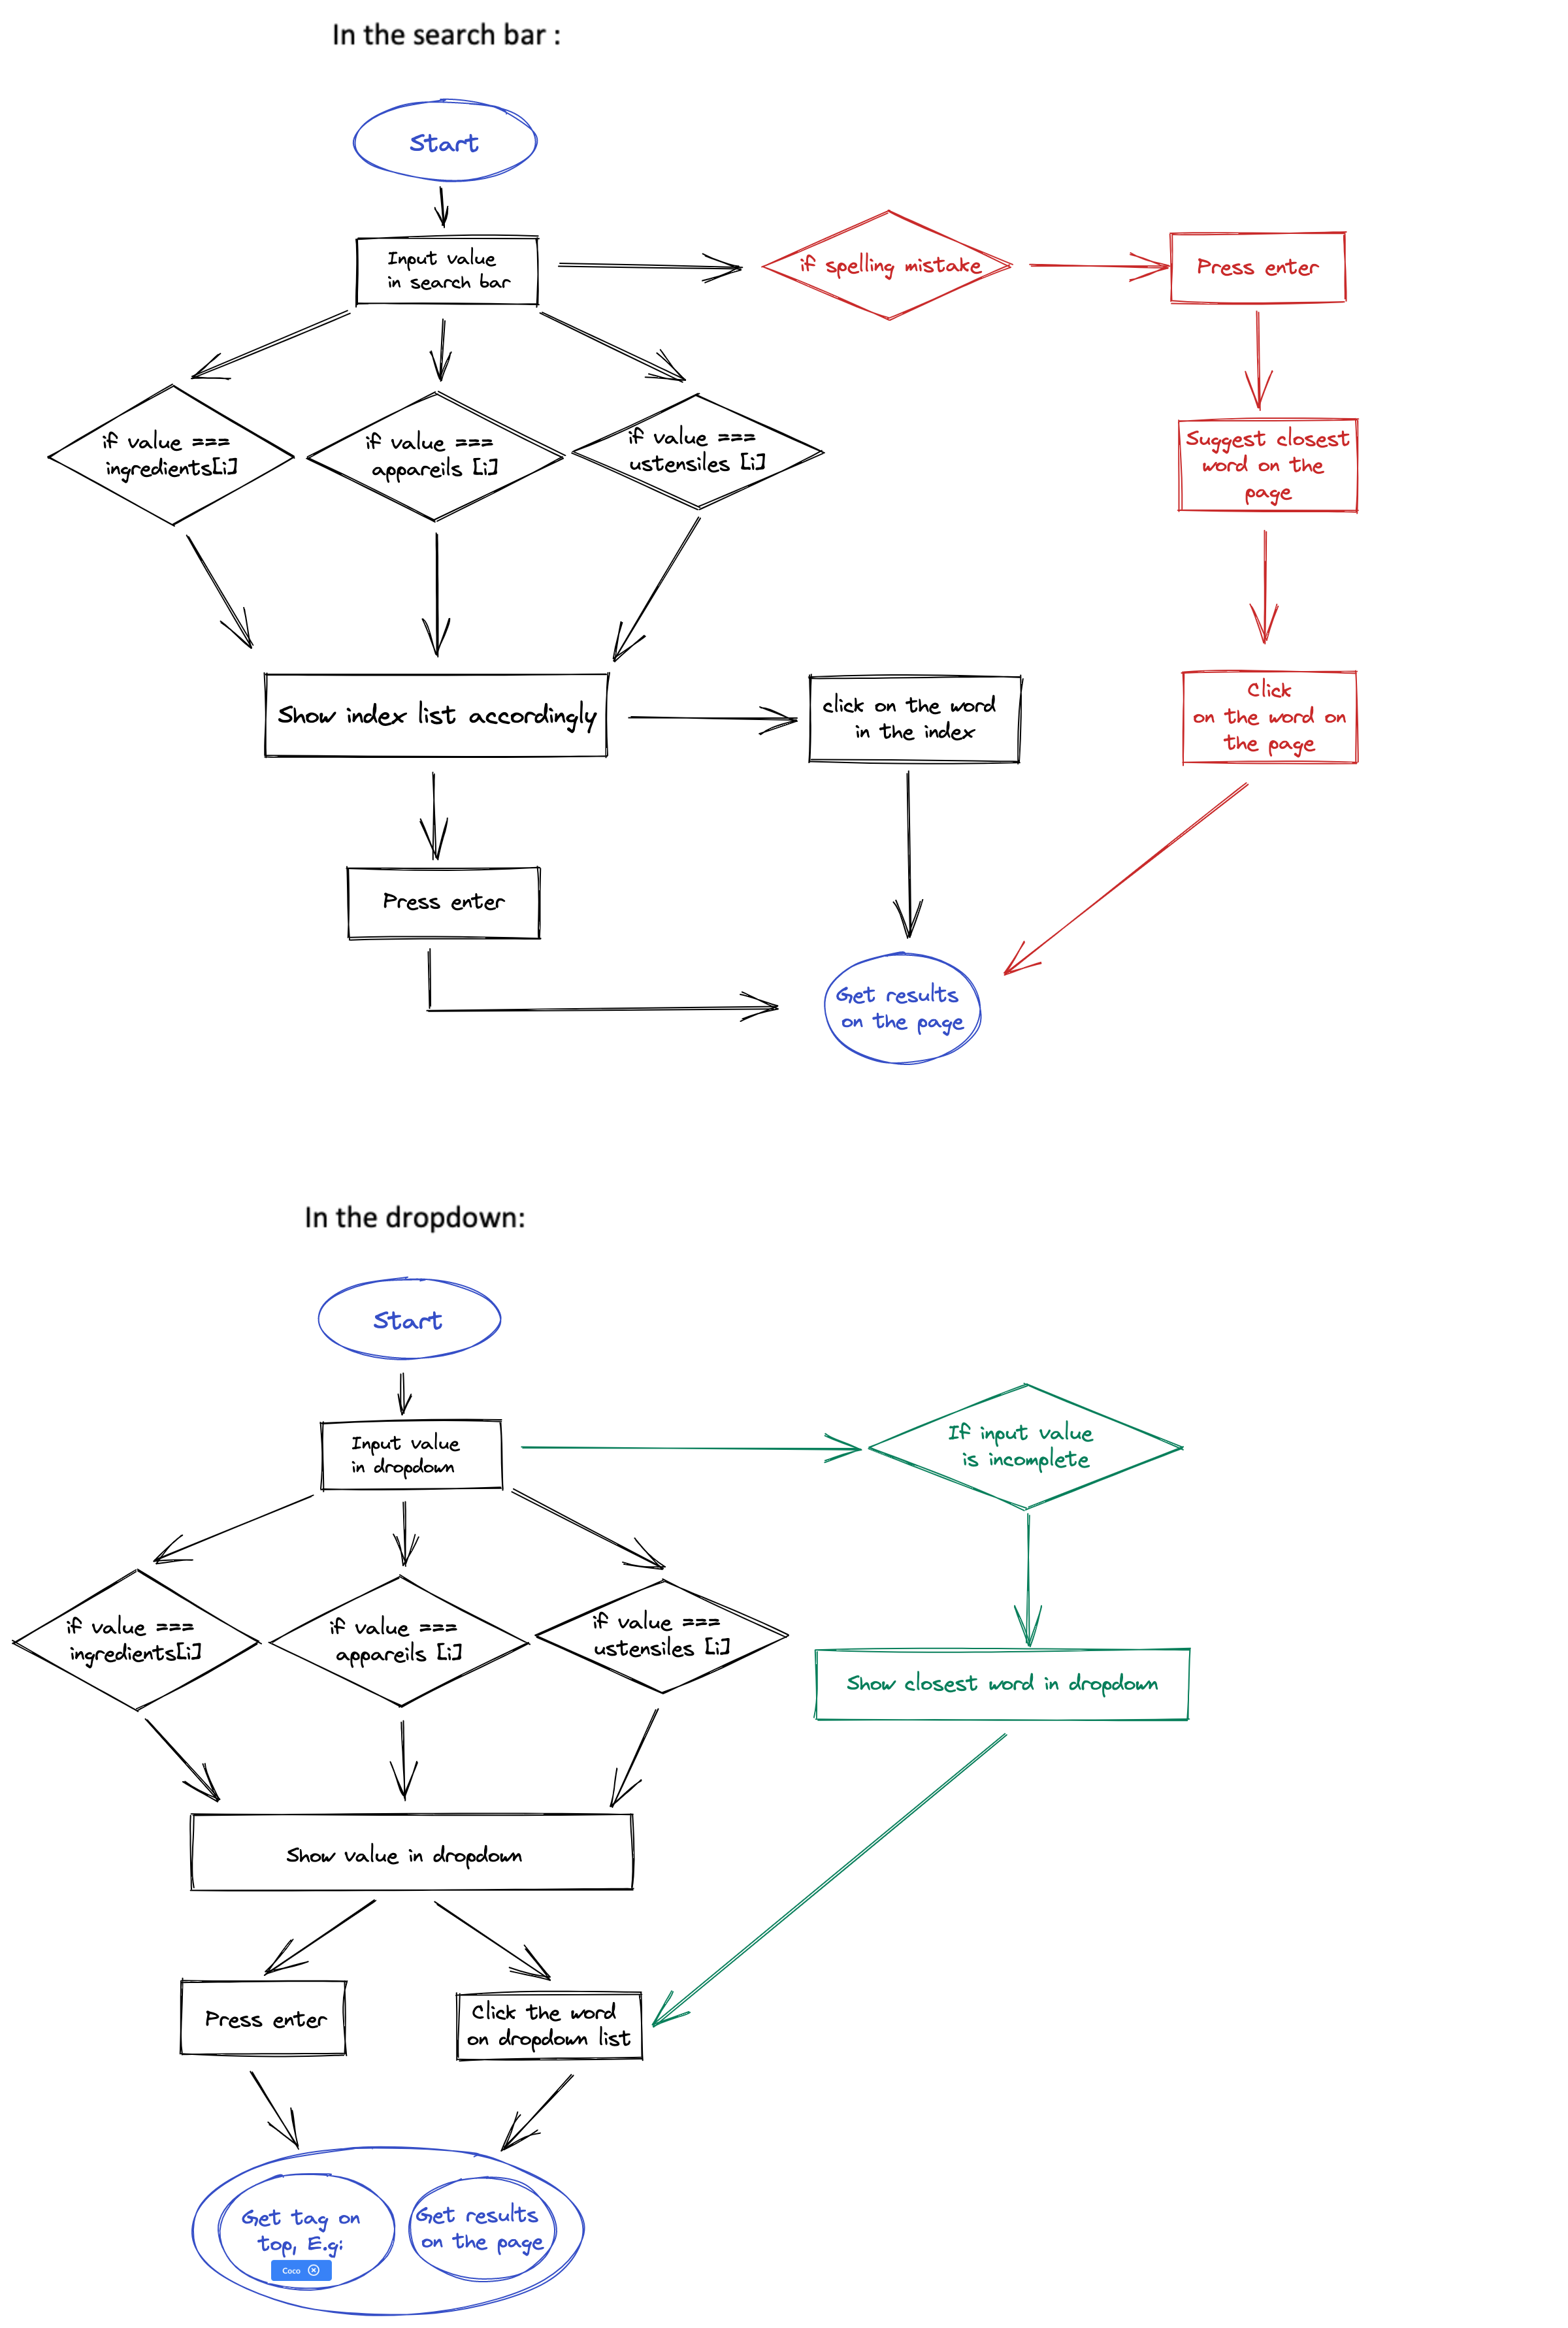 In the search bar :
Start
Input value
in search bar
if spelling mistake
Press enter
if value ===
ingredients[i]
if value ===
appareils [i]
if value ===
ustensiles [i]
Suggest closest
word on the
page
Show index list accordingly
click on the word
in the index
Click
on the word on
the page
Press enter
Get results
on the page
In the dropdown:
Start
Input value
in dropdown
If input value
is incomplete
if value ===
ingredients[i]
if value ===
appareils [i]
if value ===
ustensiles [i]
Show closest word in dropdown
Show value in dropdown
Press enter
Click the word
on dropdown list
Get tag on
top, E.g:
Coco
Get results
on the page